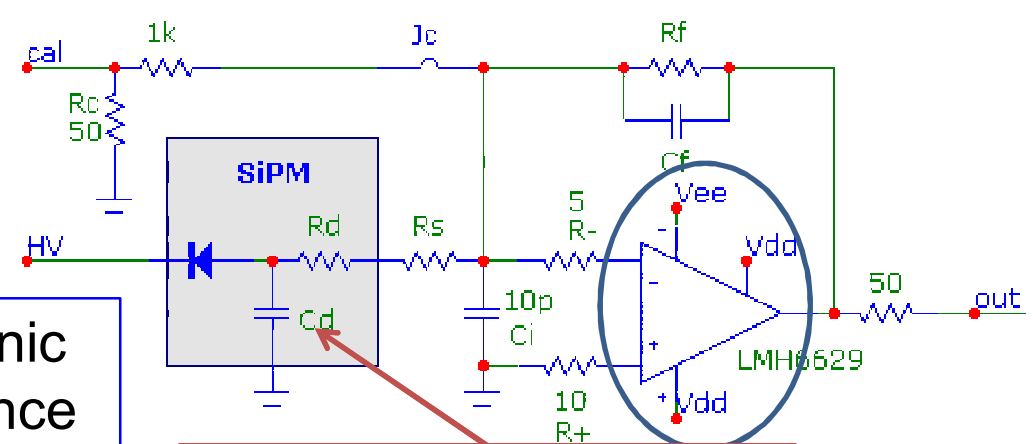 cal
1k
Jc
Rf
Rc
50
Cf
SiPM
Vee
-
5
R-
Rd
Rs
HV
Vdd
50
out
10p
Ci
Cd
-
+
LMH6629
nic
nce
10
R+
+
Vdd